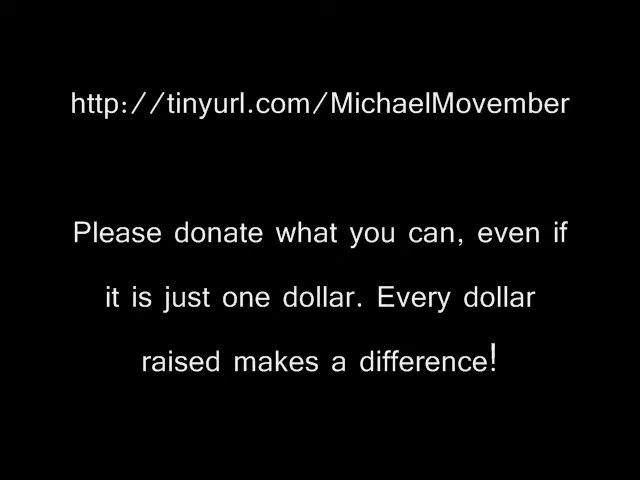 http://tinyurl.com/MichaelMovember
Please donate what you can, even if
it is just one dollar. Every dollar
raised makes a difference!